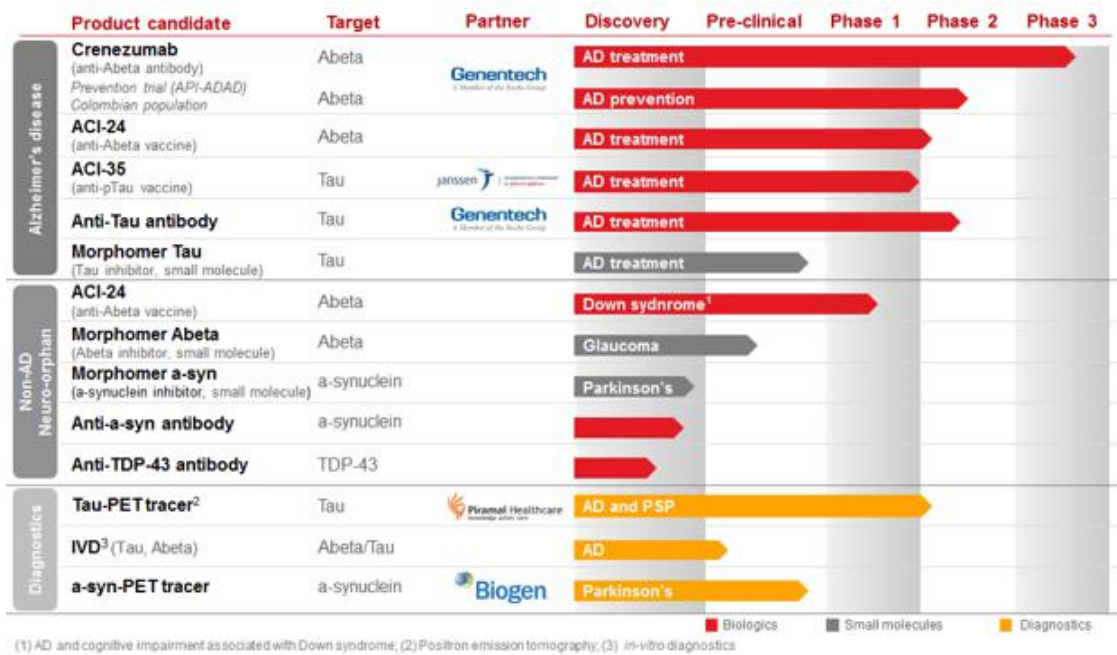 Product candidate Target Partner Discovery Pre-clinical Phase 1 Phase 2 Phase 3
Alzheimer's disease
Crenezumab
(anti-Abeta antibody)
Abeta
Genentech
A Member of the Roche Group
AD treatment
Prevention trial (API-ADAD)
Colombian population
Abeta
AD prevention
ACI-24
(anti-Abeta vaccine)
Abeta
AD treatment
ACI-35
(anti-pTau vaccine)
Tau
janssen
AD treatment
Anti-Tau antibody
Tau
Genentech
A Member of the Roche Group
AD treatment
Morphomer Tau
(Tau inhibitor, small molecule)
Tau
AD treatment
Non-AD
Neuro-orphan
ACI-24
(anti-Abeta vaccine)
Abeta
Down sydnrome¹
Morphomer Abeta
(Abeta inhibitor, small molecule)
Abeta
Glaucoma
Morphomer a-syn
(a-synuclein inhibitor, small molecule)
a-synuclein
Parkinson's
Anti-a-syn antibody
a-synuclein
Anti-TDP-43 antibody
TDP-43
Diagnostics
Tau-PET tracer²
Tau
Piramal Healthcare
knowledge action care
AD and PSP
IVD³ (Tau, Abeta)
Abeta/Tau
AD
a-syn-PET tracer
a-synuclein
Biogen
Parkinson's
Biologics Small molecules Diagnostics
(1) AD and cognitive impairment associated with Down syndrome; (2) Positron emission tomography; (3) in-vitro diagnostics